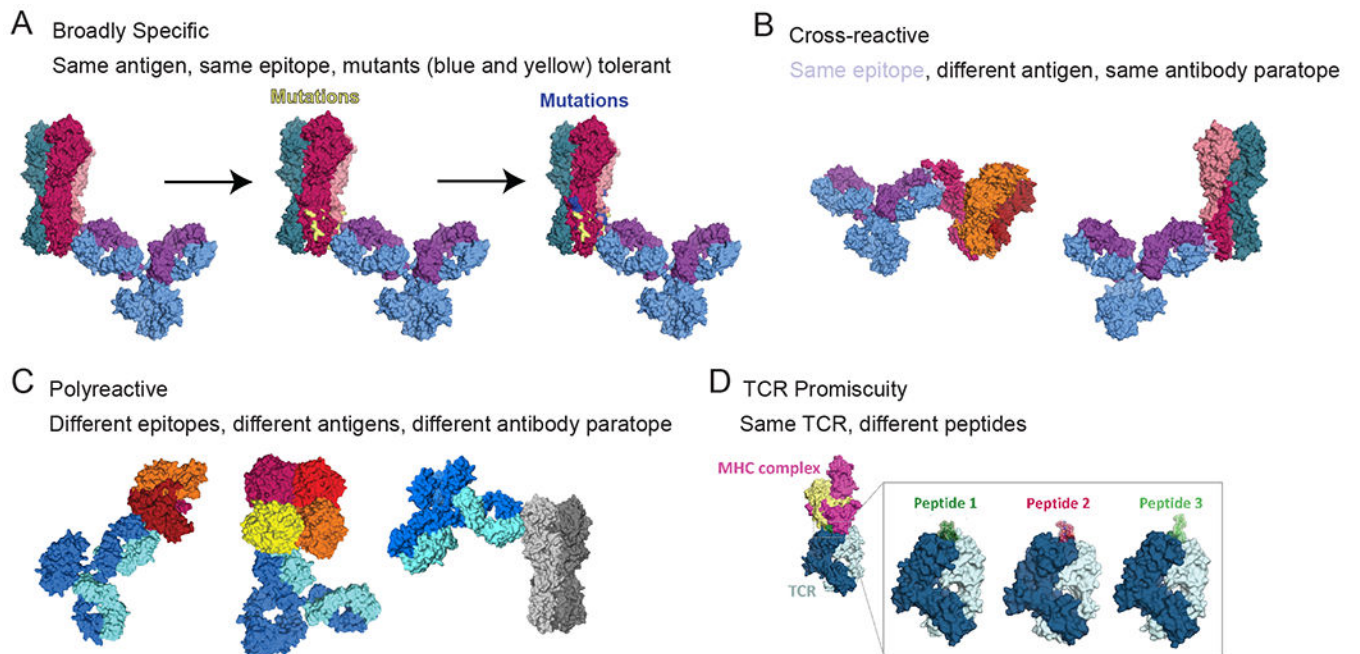 A Broadly Specific
Same antigen, same epitope, mutants (blue and yellow) tolerant
Mutations
Mutations
B Cross-reactive
Same epitope, different antigen, same antibody paratope
C Polyreactive
Different epitopes, different antigens, different antibody paratope
D TCR Promiscuity
Same TCR, different peptides
MHC complex
TCR
Peptide 1
Peptide 2
Peptide 3